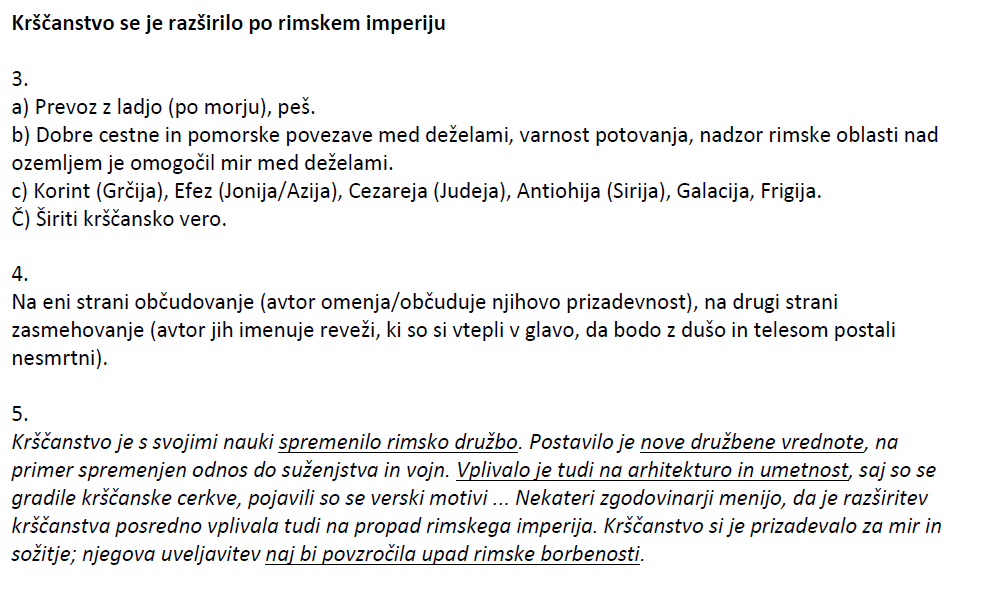 Krščanstvo se je razširilo po rimskem imperiju
3.
a) Prevoz z ladjo (po morju), peš.
b) Dobre cestne in pomorske povezave med deželami, varnost potovanja, nadzor rimske oblasti nad
ozemljem je omogočil mir med deželami.
c) Korint (Grčija), Efez (Jonija/Azija), Cezareja (Judeja), Antiohija (Sirija), Galacija, Frigija.
Č) Širiti krščansko vero.
4.
Na eni strani občudovanje (avtor omenja/občuduje njihovo prizadevnost), na drugi strani
zasmehovanje (avtor jih imenuje reveži, ki so si vtepli v glavo, da bodo z dušo in telesom postali
nesmrtni).
5.
Krščanstvo je s svojimi nauki spremenilo rimsko družbo. Postavilo je nove družbene vrednote, na
primer spremenjen odnos do suženjstva in vojn. Vplivalo je tudi na arhitekturo in umetnost, saj so se
gradile krščanske cerkve, pojavili so se verski motivi ... Nekateri zgodovinarji menijo, da je razširitev
krščanstva posredno vplivala tudi na propad rimskega imperija. Krščanstvo si je prizadevalo za mir in
sožitje; njegova uveljavitev naj bi povzročila upad rimske borbenosti.